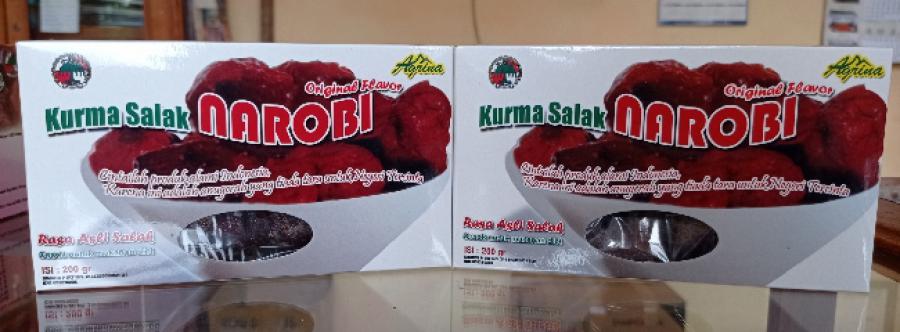 Agrina
Original Flavor
Kurma Salak NAROBI
Cintailah produk alami Indonesia,
Karena ini adalah anugerah yang tiada tara untuk Negeri Tercinta
Rasa Asli Salak
ISI : 200 gr
Agrina
Original Flavor
Kurma Salak NAROBI
Cintailah produk alami Indonesia,
Karena ini adalah anugerah yang tiada tara untuk Negeri Tercinta
Rasa Asli Salak
ISI : 200 gr